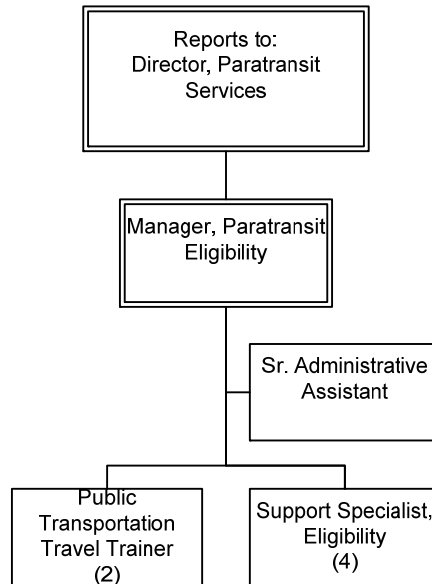 Reports to:
Director, Paratransit
Services
Manager, Paratransit
Eligibility
Sr. Administrative
Assistant
Public
Transportation
Travel Trainer
(2)
Support Specialist,
Eligibility
(4)